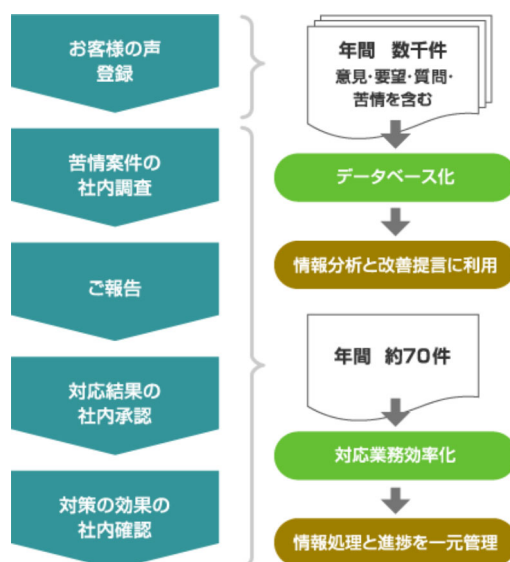 お客様の声
登録
年間 数千件
意見・要望・質問・
苦情を含む
データベース化
情報分析と改善提言に利用
苦情案件の
社内調査
ご報告
対応結果の
社内承認
対策の効果の
社内確認
年間 約70件
対応業務効率化
情報処理と進捗を一元管理